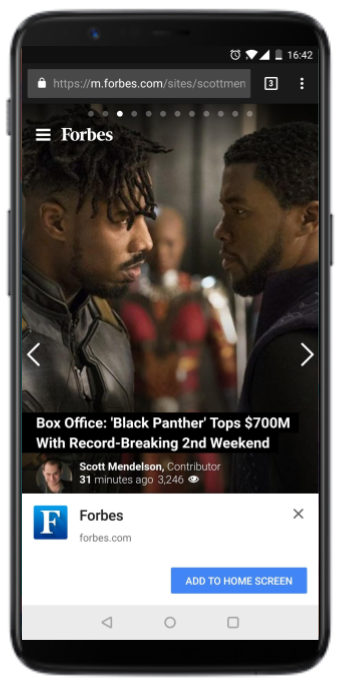 16:42
https://m.forbes.com/sites/scottmen
3
Forbes
Box Office: 'Black Panther' Tops $700M
With Record-Breaking 2nd Weekend
Scott Mendelson, Contributor
31 minutes ago 3,246
F Forbes
forbes.com
ADD TO HOME SCREEN